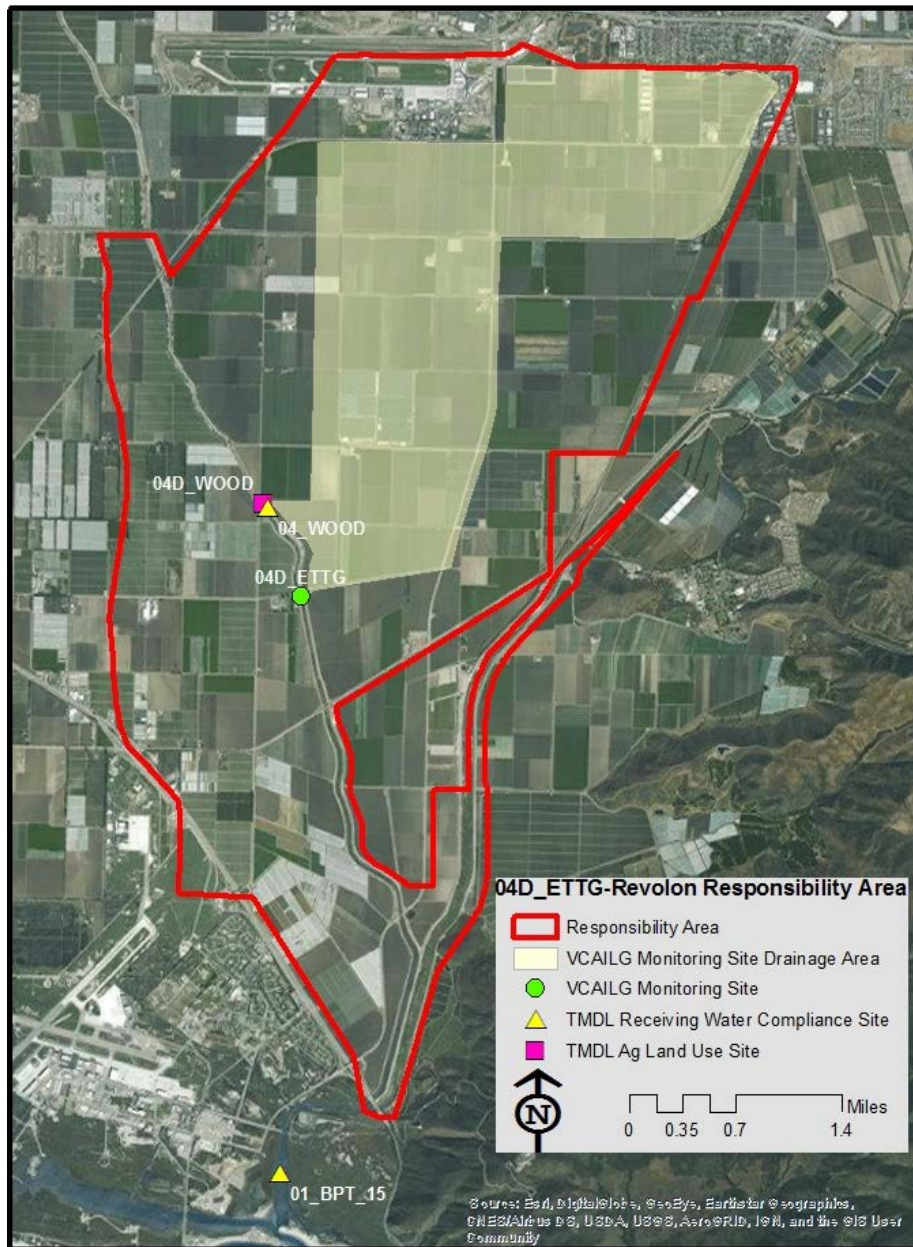 04D_WOOD
04_WOOD
04D_ETTG
04D_ETTG-Revolon Responsibility Area
Responsibility Area
VCAILG Monitoring Site Drainage Area
VCAILG Monitoring Site
TMDL Receiving Water Compliance Site
TMDL Ag Land Use Site
N
Miles
0 0.35 0.7 1.4
01_BPT_15
Source: Esri, DigitalGlobe, GeoEye, Earthstar Geographics,
CNES/Airbus DS, USDA, USGS, AeroGRID, IGN, and the GIS User
Community